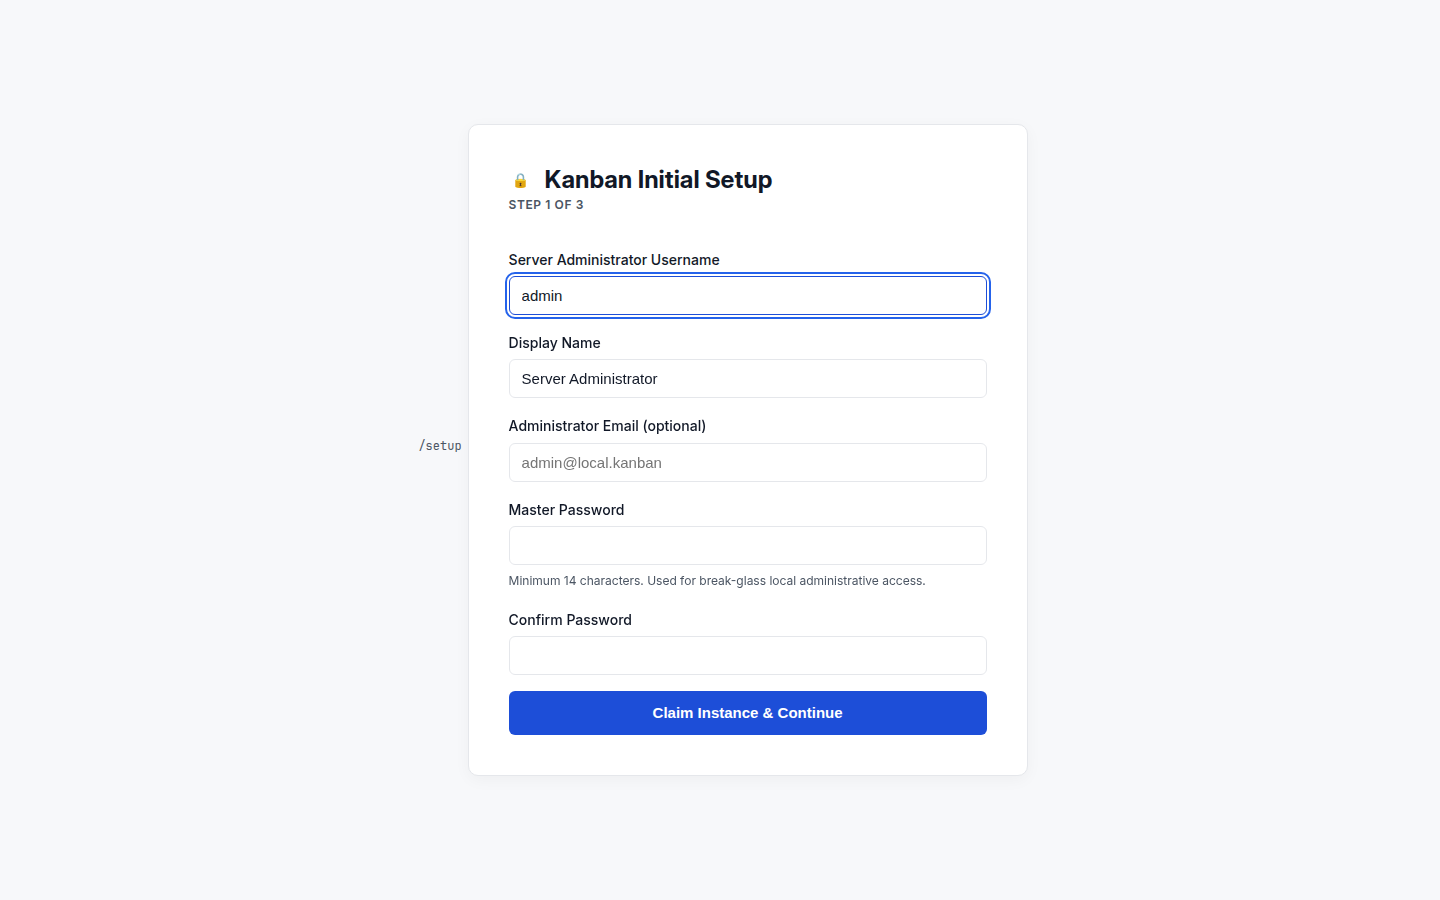 Kanban Initial Setup
STEP 1 OF 3
Server Administrator Username
admin
Display Name
Server Administrator
Administrator Email (optional)
/setup
admin@local.kanban
Master Password
Minimum 14 characters. Used for break-glass local administrative access.
Confirm Password
Claim Instance & Continue